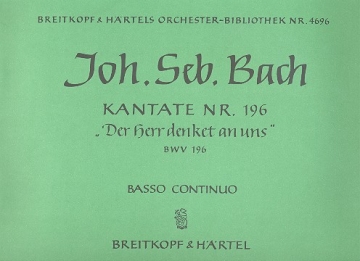 BREITKOPF & HÄRTELS ORCHESTER-BIBLIOTHEK NR. 4696
Joh. Seb. Bach
KANTATE NR. 196
„Der Herr denket an uns"
BWV 196
BASSO CONTINUO
BREITKOPF & HÄRTEL